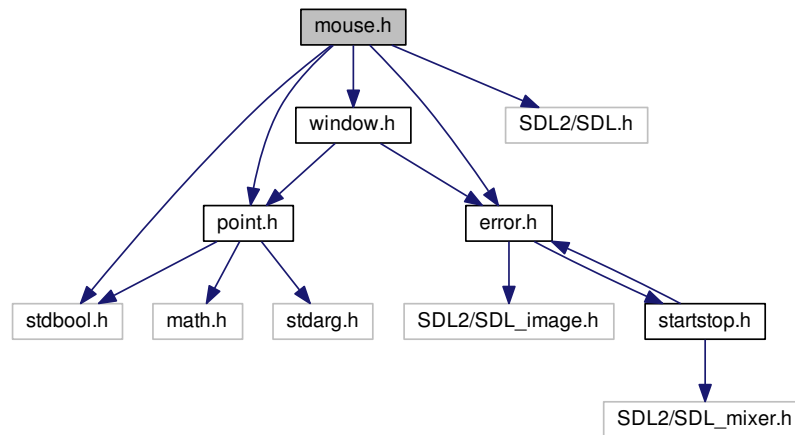 mouse.h
window.h
SDL2/SDL.h
point.h
error.h
stdbool.h
math.h
stdarg.h
SDL2/SDL_image.h
startstop.h
SDL2/SDL_mixer.h